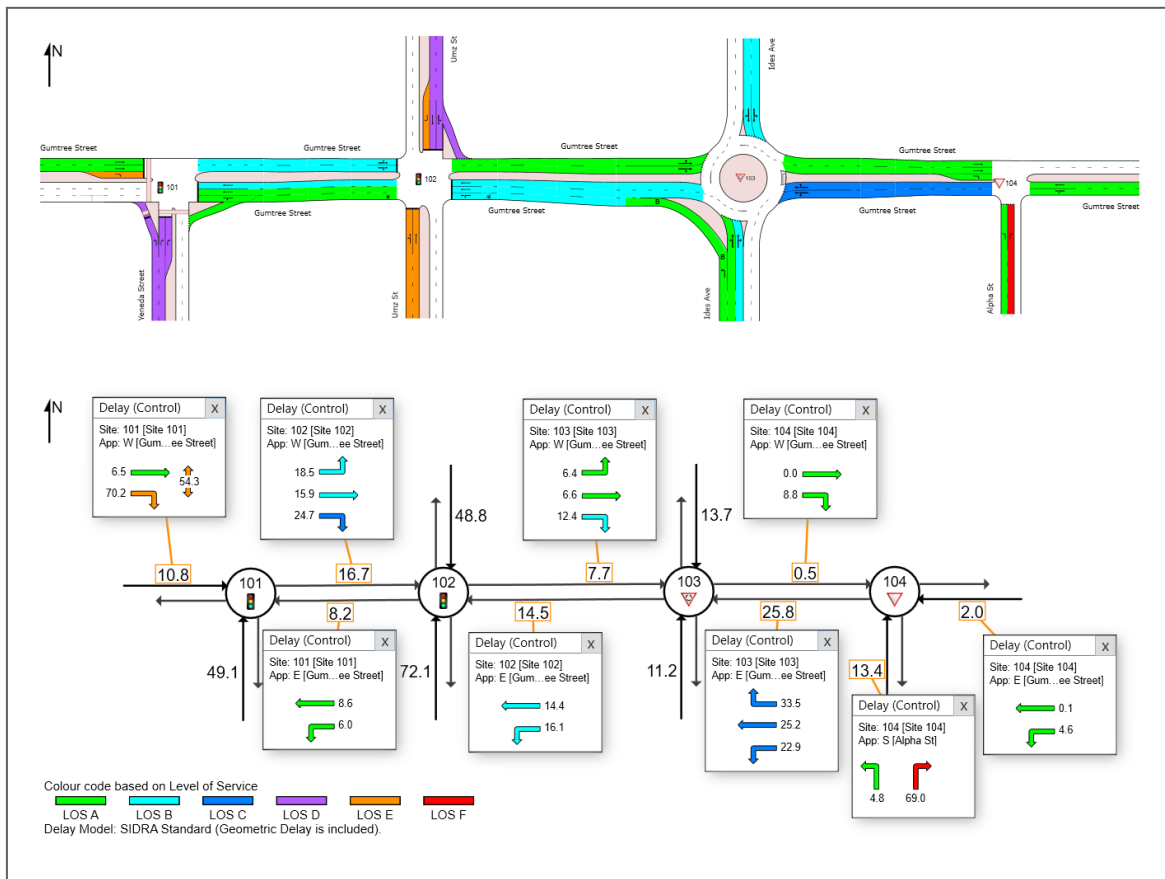 N
Umz St
Ides Ave
Gumtree Street
Gumtree Street
Gumtree Street
Gumtree Street
101
102
103
104
Gumtree Street
Gumtree Street
Gumtree Street
Gumtree Street
B
B
Yeneda Street
Umz St
Ides Ave
Alpha St
N
Delay (Control) X
Site: 101 [Site 101]
App: W [Gum...ee Street]
6.5
70.2
54.3
Delay (Control) X
Site: 102 [Site 102]
App: W [Gum...ee Street]
18.5
15.9
24.7
Delay (Control) X
Site: 103 [Site 103]
App: W [Gum...ee Street]
6.4
6.6
12.4
Delay (Control) X
Site: 104 [Site 104]
App: W [Gum...ee Street]
0.0
8.8
48.8
13.7
10.8
16.7
7.7
0.5
101
102
103
104
8.2
14.5
25.8
2.0
49.1
72.1
11.2
13.4
Delay (Control) X
Site: 101 [Site 101]
App: E [Gum...ee Street]
8.6
6.0
Delay (Control) X
Site: 102 [Site 102]
App: E [Gum...ee Street]
14.4
16.1
Delay (Control) X
Site: 103 [Site 103]
App: E [Gum...ee Street]
33.5
25.2
22.9
Delay (Control) X
Site: 104 [Site 104]
App: S [Alpha St]
4.8 69.0
Delay (Control) X
Site: 104 [Site 104]
App: E [Gum...ee Street]
0.1
4.6
Colour code based on Level of Service
LOS A LOS B LOS C LOS D LOS E LOS F
Delay Model: SIDRA Standard (Geometric Delay is included).